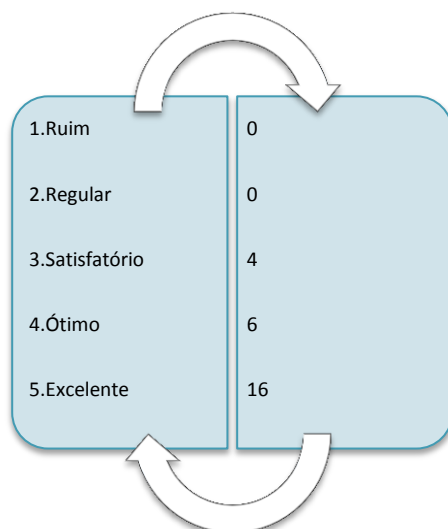 1.Ruim 0
2.Regular 0
3.Satisfatório 4
4.Ótimo 6
5.Excelente 16